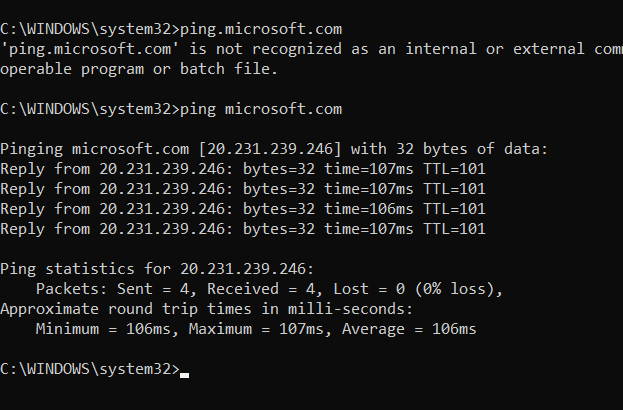 C:\WINDOWS\system32>ping.microsoft.com
'ping.microsoft.com' is not recognized as an internal or external com
operable program or batch file.
C:\WINDOWS\system32>ping microsoft.com
Pinging microsoft.com [20.231.239.246] with 32 bytes of data:
Reply from 20.231.239.246: bytes=32 time=107ms TTL=101
Reply from 20.231.239.246: bytes=32 time=107ms TTL=101
Reply from 20.231.239.246: bytes=32 time=106ms TTL=101
Reply from 20.231.239.246: bytes=32 time=107ms TTL=101
Ping statistics for 20.231.239.246:
    Packets: Sent = 4, Received = 4, Lost = 0 (0% loss),
Approximate round trip times in milli-seconds:
    Minimum = 106ms, Maximum = 107ms, Average = 106ms
C:\WINDOWS\system32>